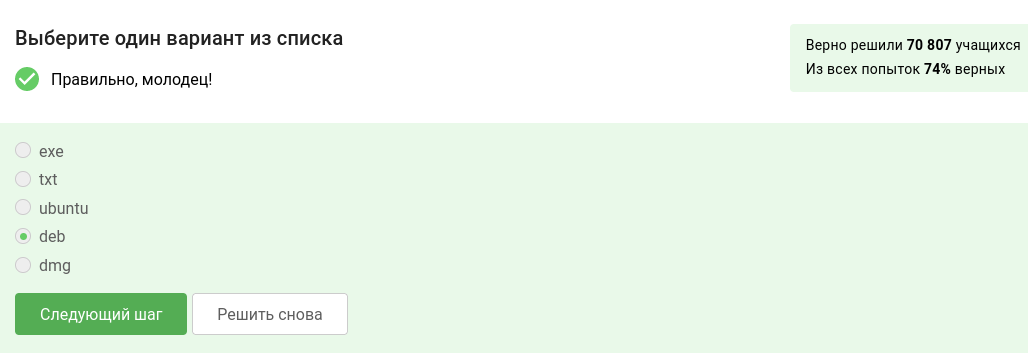 Выберите один вариант из списка
Правильно, молодец!
Верно решили 70 807 учащихся
Из всех попыток 74% верных
exe
txt
ubuntu
deb
dmg
Следующий шаг
Решить снова